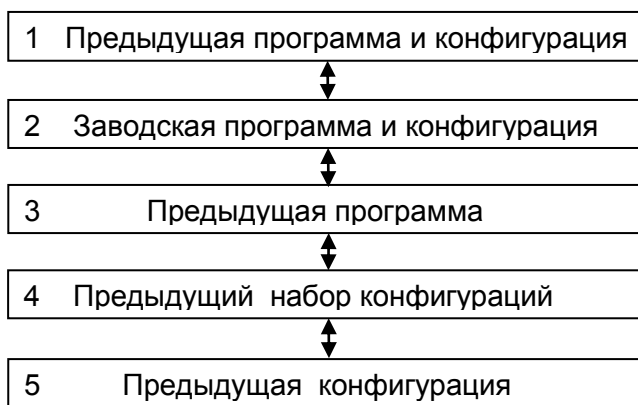 1 Предыдущая программа и конфигурация
2 Заводская программа и конфигурация
3 Предыдущая программа
4 Предыдущий набор конфигураций
5 Предыдущая конфигурация